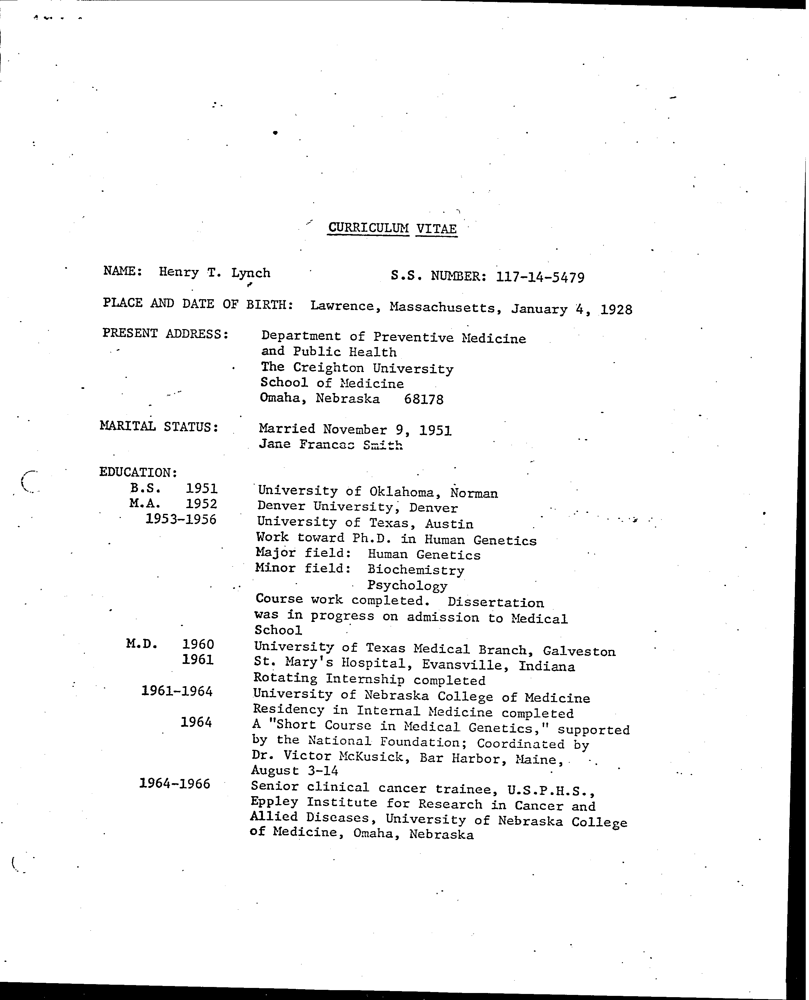 CURRICULUM VITAE
NAME: Henry T. Lynch S.S. NUMBER: 117-14-5479
PLACE AND DATE OF BIRTH: Lawrence, Massachusetts, January 4, 1928
PRESENT ADDRESS: Department of Preventive Medicine
and Public Health
The Creighton University
School of Medicine
Omaha, Nebraska 68178
MARITAL STATUS: Married November 9, 1951
Jane Frances Smith
EDUCATION:
B.S. 1951 University of Oklahoma, Norman
M.A. 1952 Denver University, Denver
1953-1956 University of Texas, Austin
Work toward Ph.D. in Human Genetics
Major field: Human Genetics
Minor field: Biochemistry
Psychology
Course work completed. Dissertation
was in progress on admission to Medical
School
M.D. 1960 University of Texas Medical Branch, Galveston
1961 St. Mary's Hospital, Evansville, Indiana
Rotating Internship completed
1961-1964 University of Nebraska College of Medicine
Residency in Internal Medicine completed
1964 A "Short Course in Medical Genetics," supported
by the National Foundation; Coordinated by
Dr. Victor McKusick, Bar Harbor, Maine,
August 3-14
1964-1966 Senior clinical cancer trainee, U.S.P.H.S.,
Eppley Institute for Research in Cancer and
Allied Diseases, University of Nebraska College
of Medicine, Omaha, Nebraska